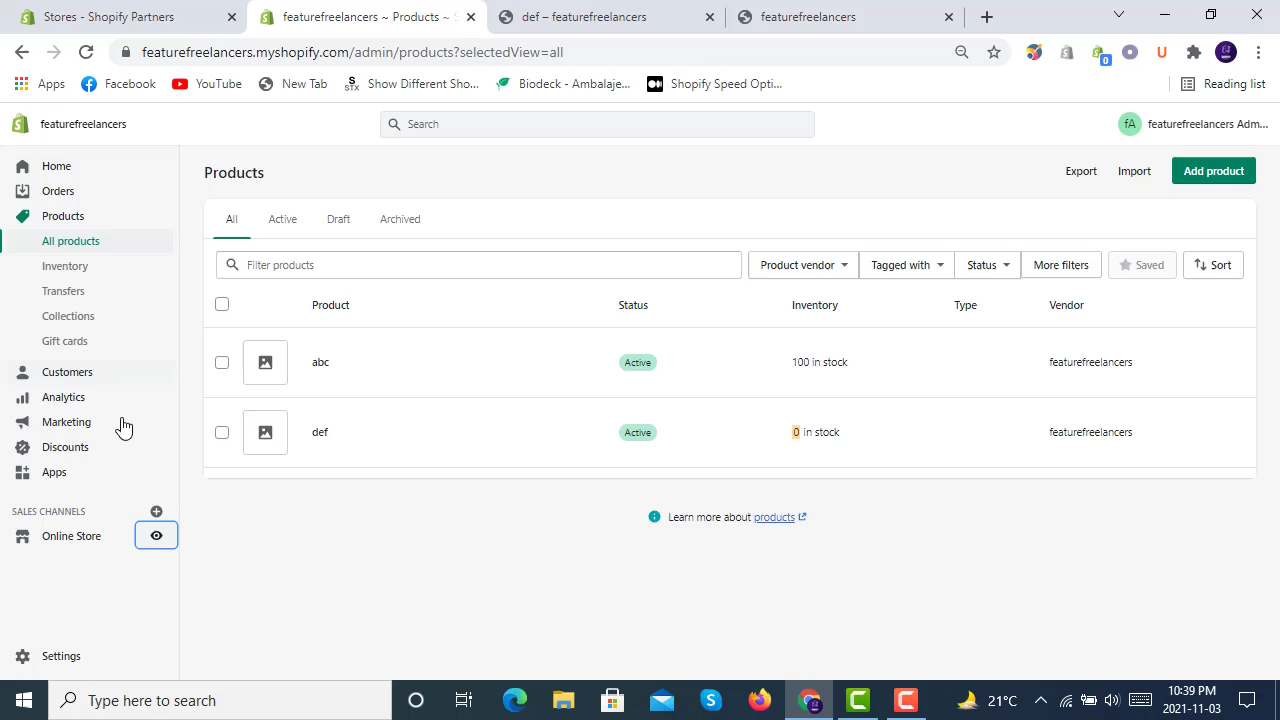 Stores - Shopify Partners
featurefreelancers ~ Products ~ S
def – featurefreelancers
featurefreelancers
featurefreelancers.myshopify.com/admin/products?selectedView=all
0
U
Apps
Facebook
YouTube
New Tab
STX Show Different Sho...
Biodeck - Ambalaje...
Shopify Speed Opti...
Reading list
featurefreelancers
Search
fA
featurefreelancers Adm...
Home
Orders
Products
All products
Inventory
Transfers
Collections
Gift cards
Customers
Analytics
Marketing
Discounts
Apps
SALES CHANNELS
Online Store
Settings
Products
Export
Import
Add product
All
Active
Draft
Archived
Filter products
Product vendor
Tagged with
Status
More filters
Saved
Sort
Product
Status
Inventory
Type
Vendor
abc
Active
100 in stock
featurefreelancers
def
Active
0 in stock
featurefreelancers
Learn more about products
Type here to search
21°C
10:39 PM
2021-11-03